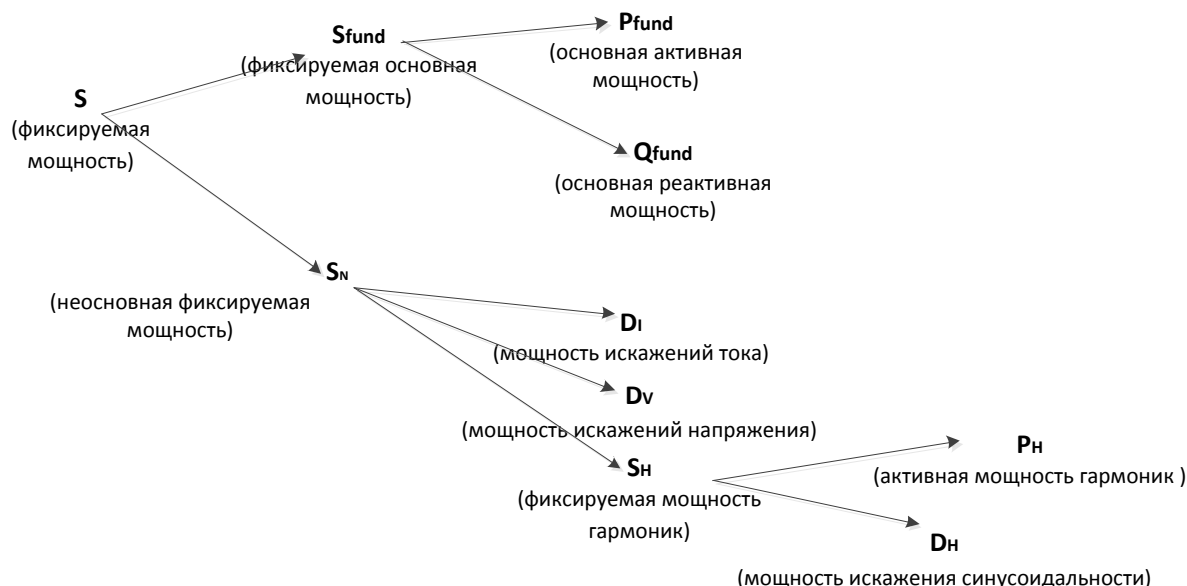 S
(фиксируемая
мощность)
Sfund
(фиксируемая основная
мощность)
Pfund
(основная активная
мощность)
Qfund
(основная реактивная
мощность)
SN
(неосновная фиксируемая
мощность)
DI
(мощность искажений тока)
DV
(мощность искажений напряжения)
SH
(фиксируемая мощность
гармоник)
PH
(активная мощность гармоник )
DH
(мощность искажения синусоидальности)